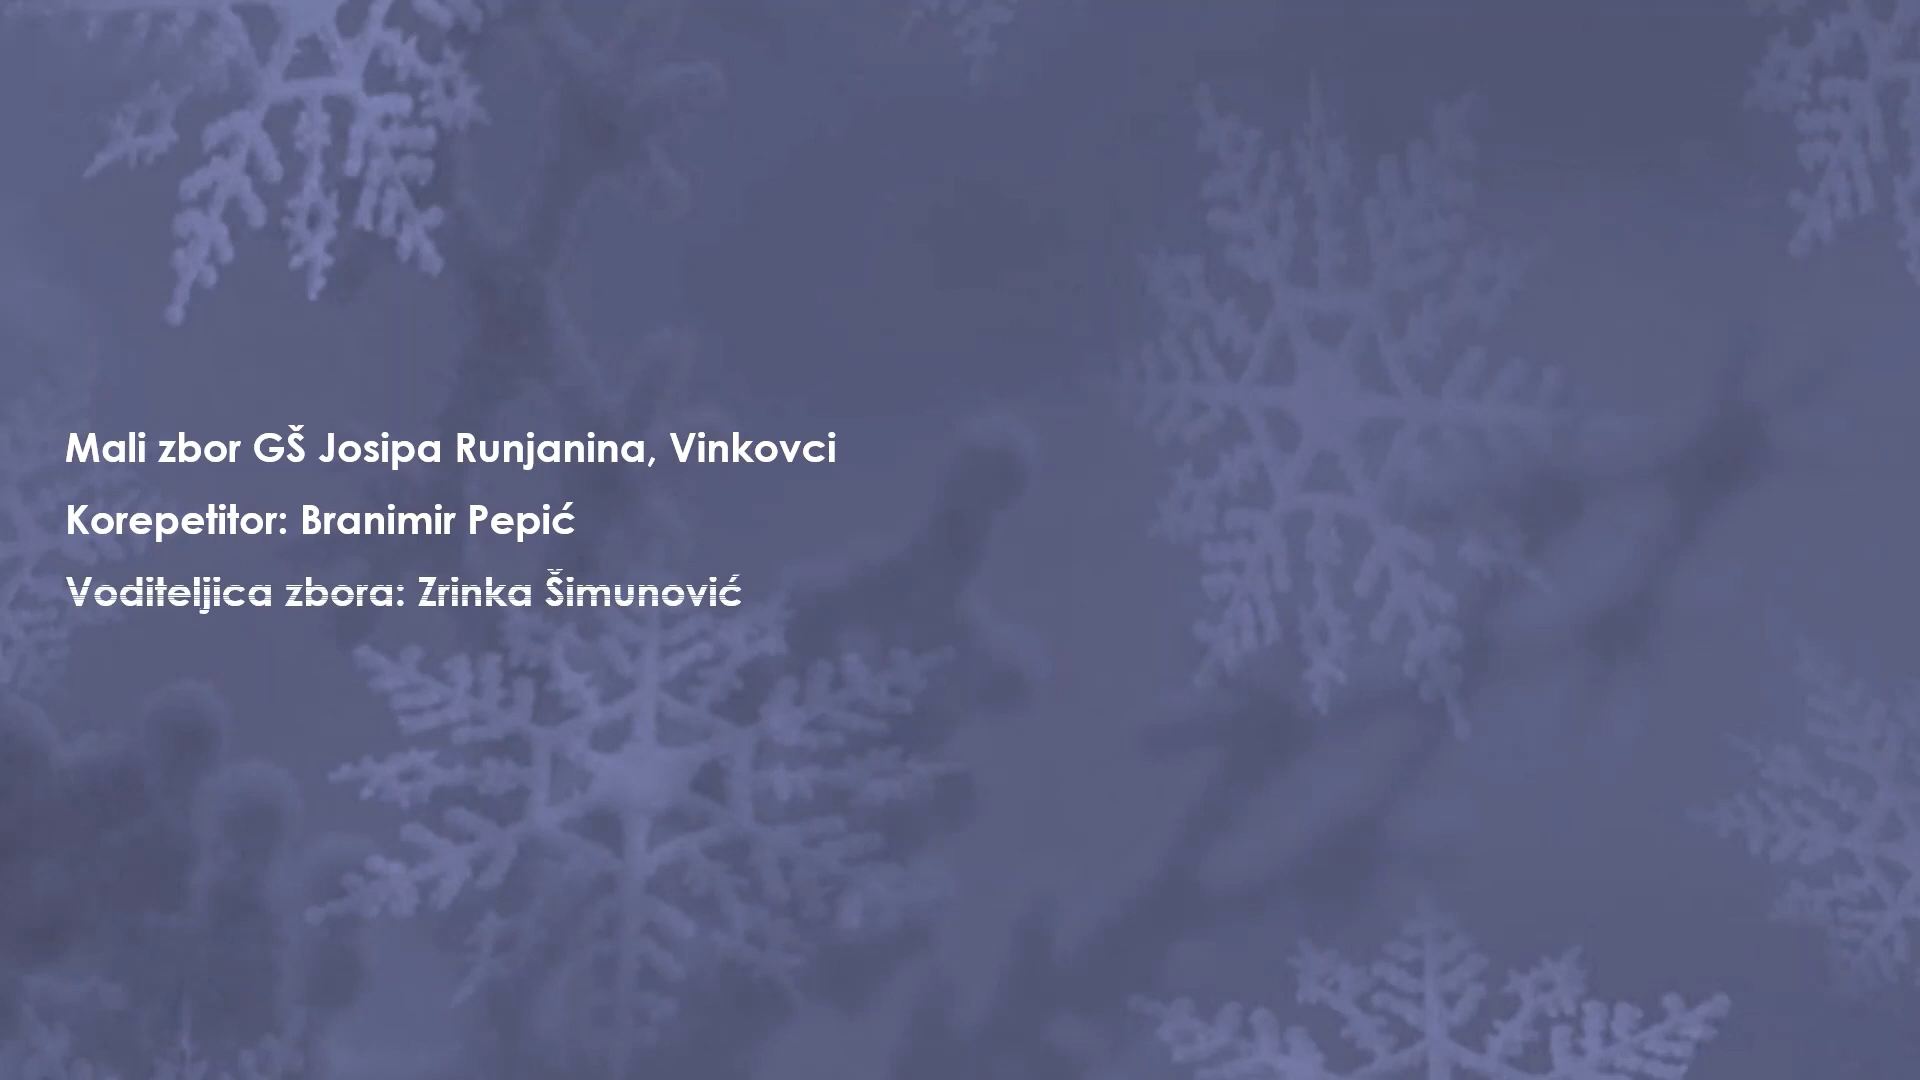 Mali zbor GŠ Josipa Runjanina, Vinkovci
Korepetitor: Branimir Pepić
Voditeljica zbora: Zrinka Šimunović